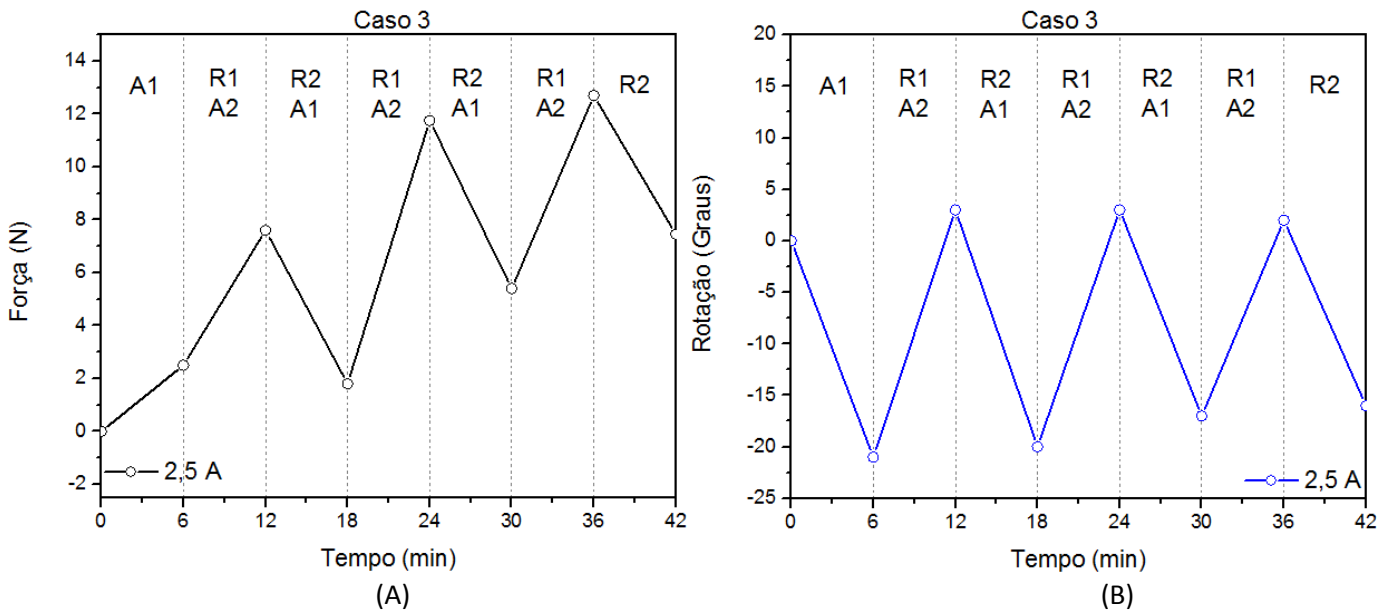 Caso 3
14
12
10
8
6
4
2
0
-2
Força (N)
A1
R1
A2
R2
A1
R1
A2
R2
A1
R1
A2
R2
2,5 A
0 6 12 18 24 30 36 42
Tempo (min)
(A)
Caso 3
20
15
10
5
0
-5
-10
-15
-20
-25
Rotação (Graus)
A1
R1
A2
R2
A1
R1
A2
R2
A1
R1
A2
R2
2,5 A
0 6 12 18 24 30 36 42
Tempo (min)
(B)